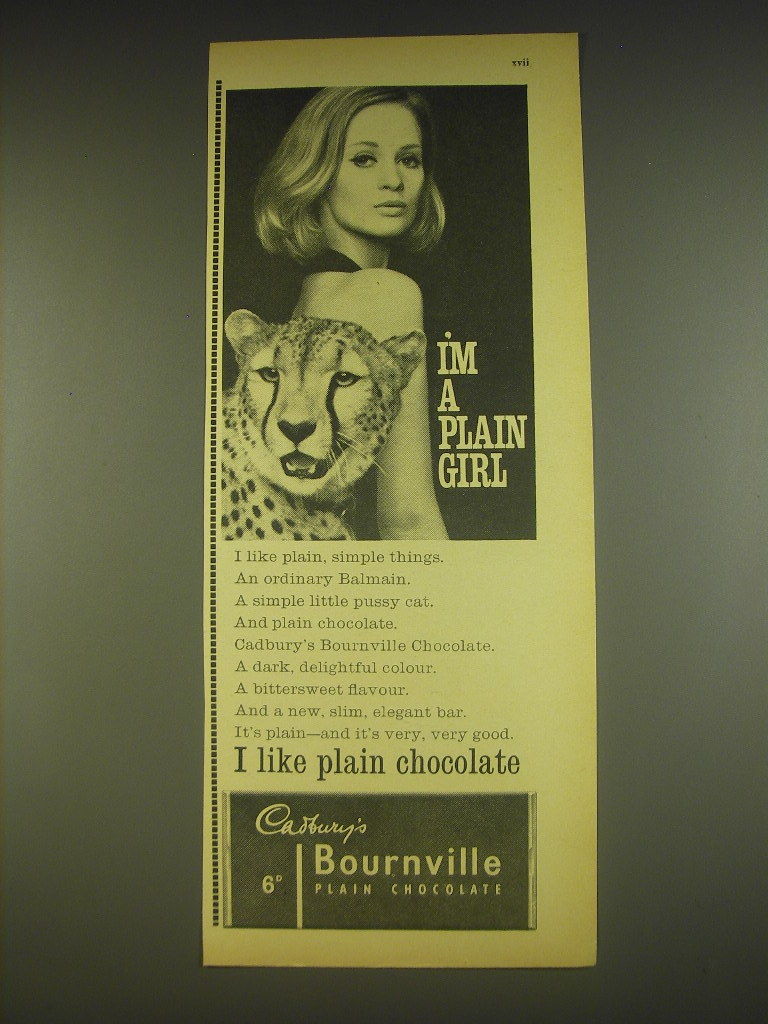 xvii
I'M
A
PLAIN
GIRL
I like plain, simple things.
An ordinary Balmain.
A simple little pussy cat.
And plain chocolate.
Cadbury's Bournville Chocolate.
A dark, delightful colour.
A bittersweet flavour.
And a new, slim, elegant bar.
It's plain—and it's very, very good.
I like plain chocolate
Cadbury's
6D
Bournville
PLAIN CHOCOLATE